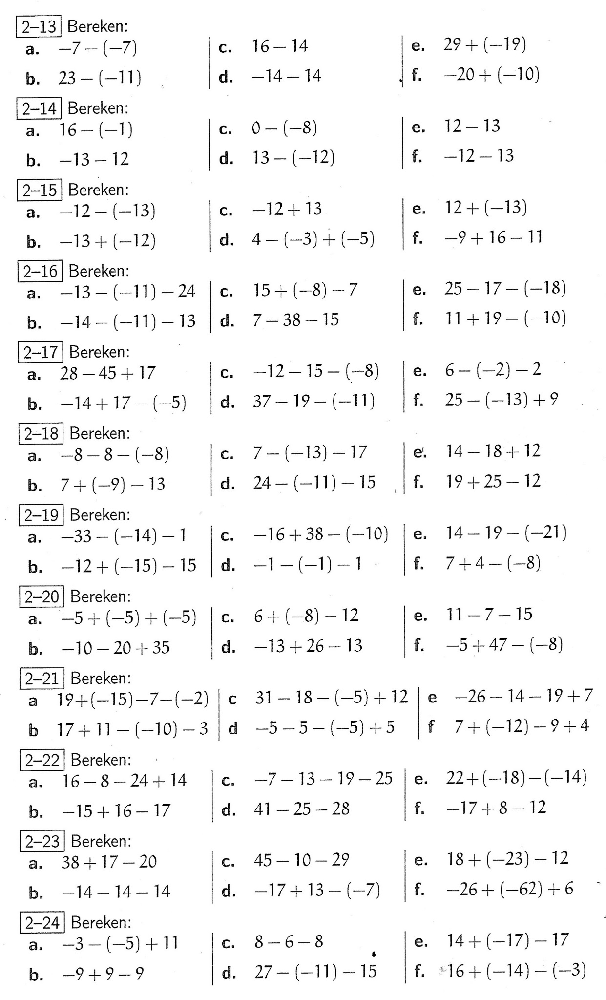 2–13 Bereken:
a. −7 − (−7) c. 16 − 14 e. 29 + (−19)
b. 23 − (−11) d. −14 − 14 f. −20 + (−10)
2–14 Bereken:
a. 16 − (−1) c. 0 − (−8) e. 12 − 13
b. −13 − 12 d. 13 − (−12) f. −12 − 13
2–15 Bereken:
a. −12 − (−13) c. −12 + 13 e. 12 + (−13)
b. −13 + (−12) d. 4 − (−3) + (−5) f. −9 + 16 − 11
2–16 Bereken:
a. −13 − (−11) − 24 c. 15 + (−8) − 7 e. 25 − 17 − (−18)
b. −14 − (−11) − 13 d. 7 − 38 − 15 f. 11 + 19 − (−10)
2–17 Bereken:
a. 28 − 45 + 17 c. −12 − 15 − (−8) e. 6 − (−2) − 2
b. −14 + 17 − (−5) d. 37 − 19 − (−11) f. 25 − (−13) + 9
2–18 Bereken:
a. −8 − 8 − (−8) c. 7 − (−13) − 17 e. 14 − 18 + 12
b. 7 + (−9) − 13 d. 24 − (−11) − 15 f. 19 + 25 − 12
2–19 Bereken:
a. −33 − (−14) − 1 c. −16 + 38 − (−10) e. 14 − 19 − (−21)
b. −12 + (−15) − 15 d. −1 − (−1) − 1 f. 7 + 4 − (−8)
2–20 Bereken:
a. −5 + (−5) + (−5) c. 6 + (−8) − 12 e. 11 − 7 − 15
b. −10 − 20 + 35 d. −13 + 26 − 13 f. −5 + 47 − (−8)
2–21 Bereken:
a 19+(−15)−7−(−2) c 31 − 18 − (−5) + 12 e −26 − 14 − 19 + 7
b 17 + 11 − (−10) − 3 d −5 − 5 − (−5) + 5 f 7 + (−12) − 9 + 4
2–22 Bereken:
a. 16 − 8 − 24 + 14 c. −7 − 13 − 19 − 25 e. 22+(−18)−(−14)
b. −15 + 16 − 17 d. 41 − 25 − 28 f. −17 + 8 − 12
2–23 Bereken:
a. 38 + 17 − 20 c. 45 − 10 − 29 e. 18 + (−23) − 12
b. −14 − 14 − 14 d. −17 + 13 − (−7) f. −26 + (−62) + 6
2–24 Bereken:
a. −3 − (−5) + 11 c. 8 − 6 − 8 e. 14 + (−17) − 17
b. −9 + 9 − 9 d. 27 − (−11) − 15 f. 16 + (−14) − (−3)